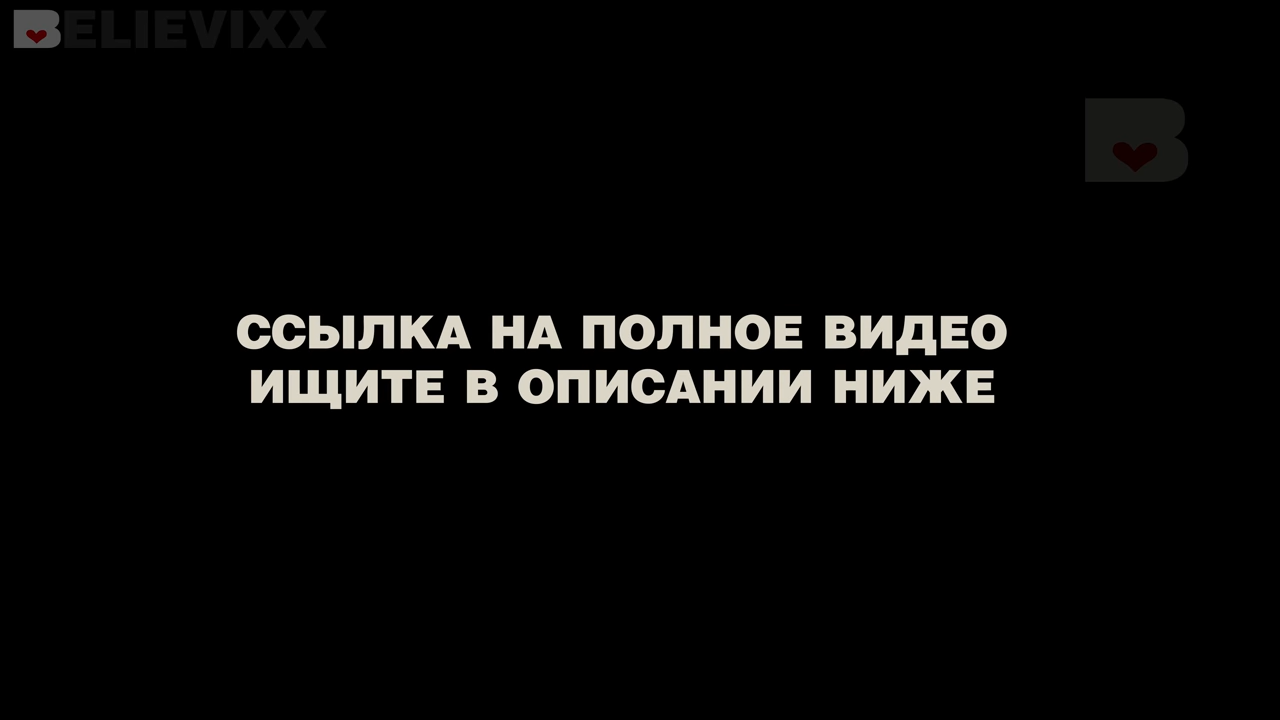 BELIEVIXX
B
ССЫЛКА НА ПОЛНОЕ ВИДЕО
ИЩИТЕ В ОПИСАНИИ НИЖЕ